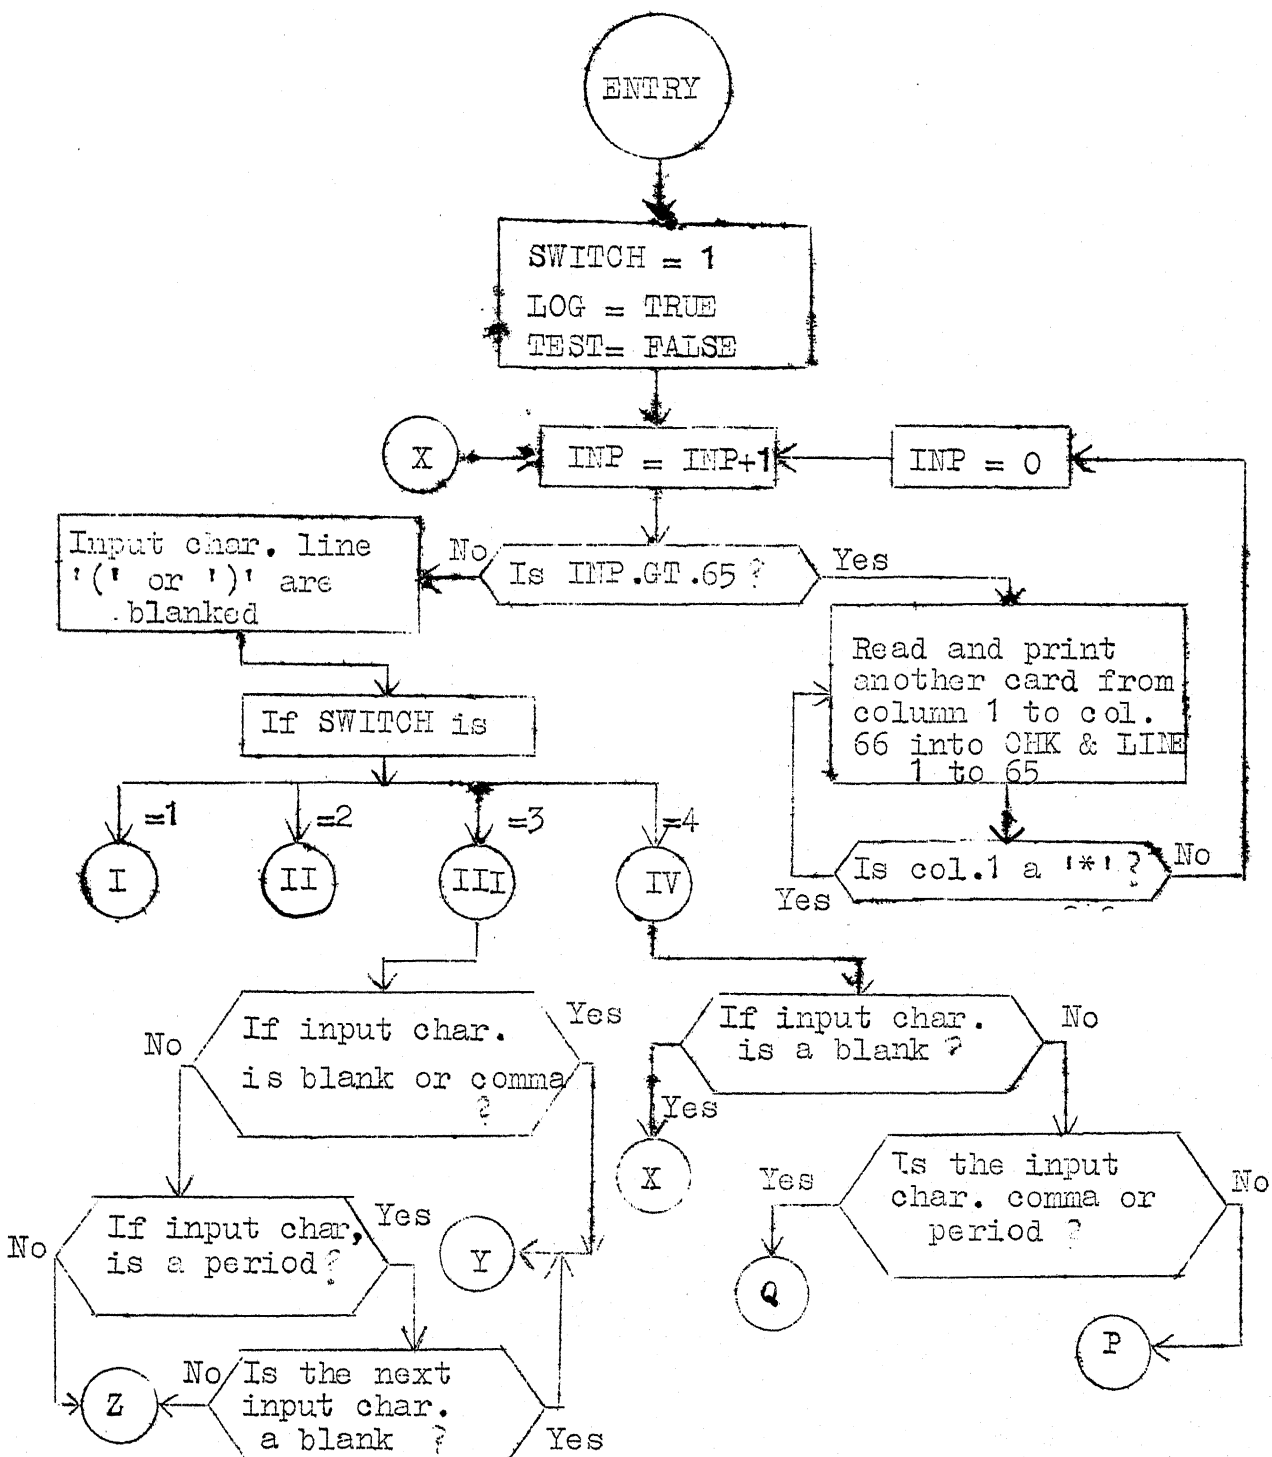 ENTRY
SWITCH = 1
LOG = TRUE
TEST= FALSE
X
INP = INP+1
INP = 0
Input char. line
'(' or ')' are
blanked
No
Is INP.GT.65 ?
Yes
Read and print
another card from
column 1 to col.
66 into CHK & LINE
1 to 65
If SWITCH is
=1
=2
=3
=4
I
II
III
IV
Is col.1 a '*' ?
No
Yes
If input char.
is blank or comma
?
No
Yes
If input char.
is a blank ?
No
Yes
X
Is the input
char. comma or
period ?
Yes
No
Q
P
If input char,
is a period?
No
Yes
Y
Z
No
Is the next
input char.
a blank ?
Yes